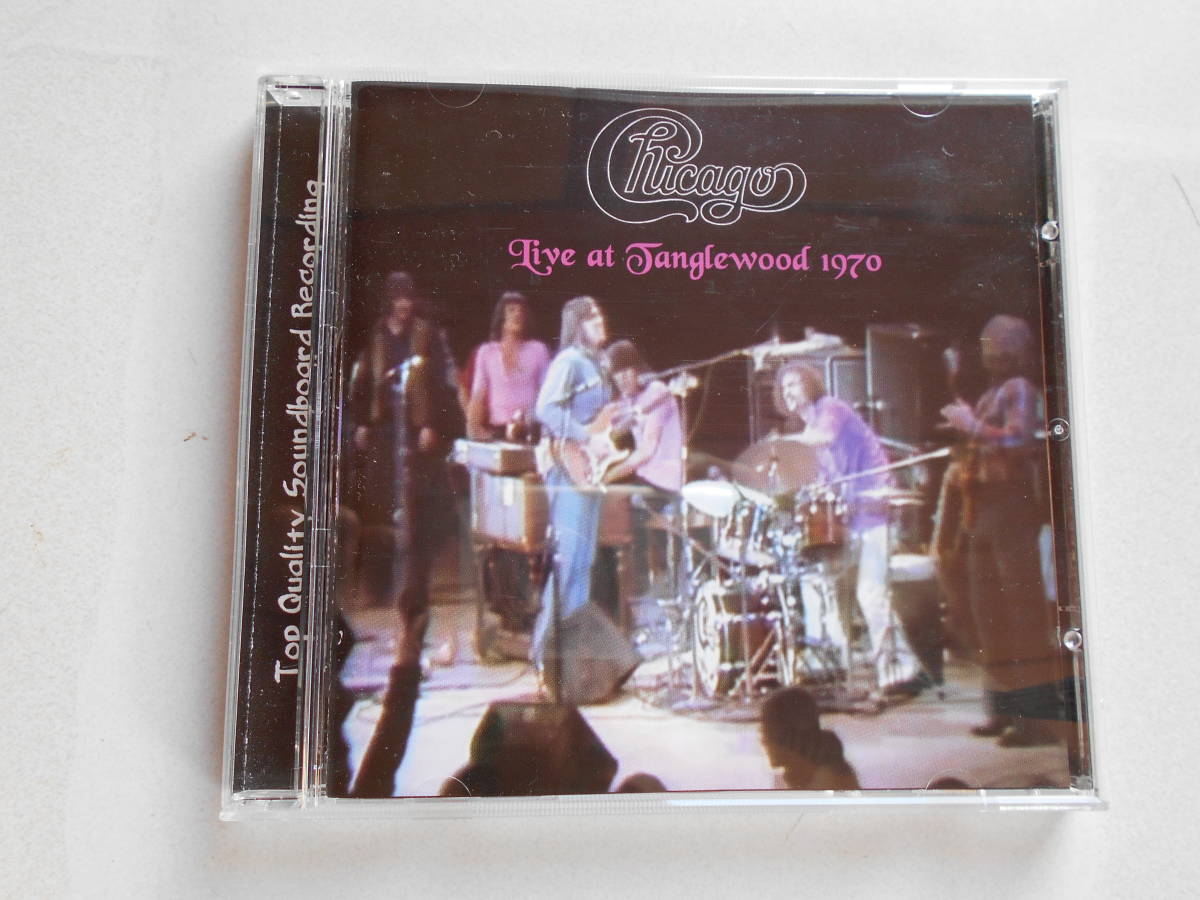 Chicago
Live at Tanglewood 1970
Top Quality Soundboard Recording